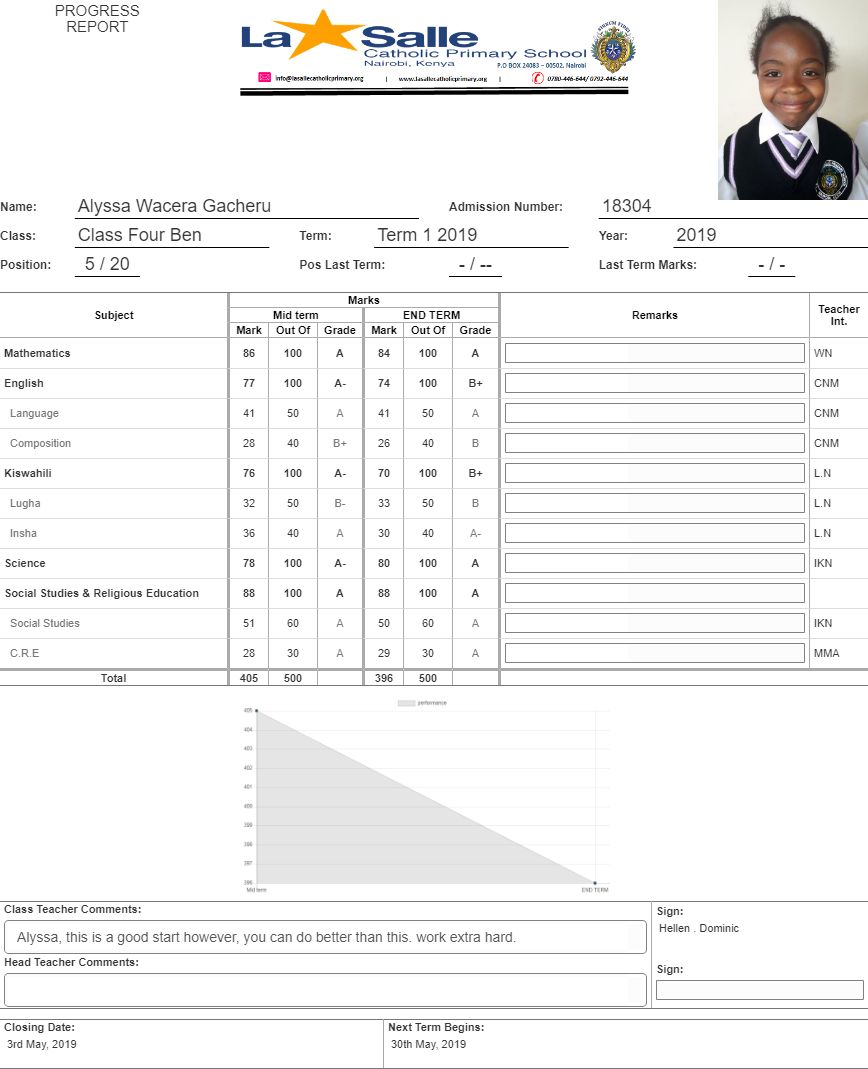 PROGRESS
REPORT
La Salle
Catholic Primary School
Nairobi, Kenya
P.O BOX 24083 – 00502, Nairobi
info@lasallecatholicprimary.org | www.lasallecatholicprimary.org | 0780-446-644/ 0792-446-644
Name: Alyssa Wacera Gacheru Admission Number: 18304
Class: Class Four Ben Term: Term 1 2019 Year: 2019
Position: 5 / 20 Pos Last Term: - / -- Last Term Marks: - / -
Marks
Subject Mid term END TERM Remarks Teacher Int.
Mark Out Of Grade Mark Out Of Grade
Mathematics 86 100 A 84 100 A WN
English 77 100 A- 74 100 B+ CNM
Language 41 50 A 41 50 A CNM
Composition 28 40 B+ 26 40 B CNM
Kiswahili 76 100 A- 70 100 B+ L.N
Lugha 32 50 B- 33 50 B L.N
Insha 36 40 A 30 40 A- L.N
Science 78 100 A- 80 100 A IKN
Social Studies & Religious Education 88 100 A 88 100 A
Social Studies 51 60 A 50 60 A IKN
C.R.E 28 30 A 29 30 A MMA
Total 405 500 396 500
performance
405
404
403
402
401
400
399
398
397
396
Mid term END TERM
Class Teacher Comments:
Alyssa, this is a good start however, you can do better than this. work extra hard.
Sign:
Hellen . Dominic
Head Teacher Comments:
Sign:
Closing Date:
3rd May, 2019
Next Term Begins:
30th May, 2019